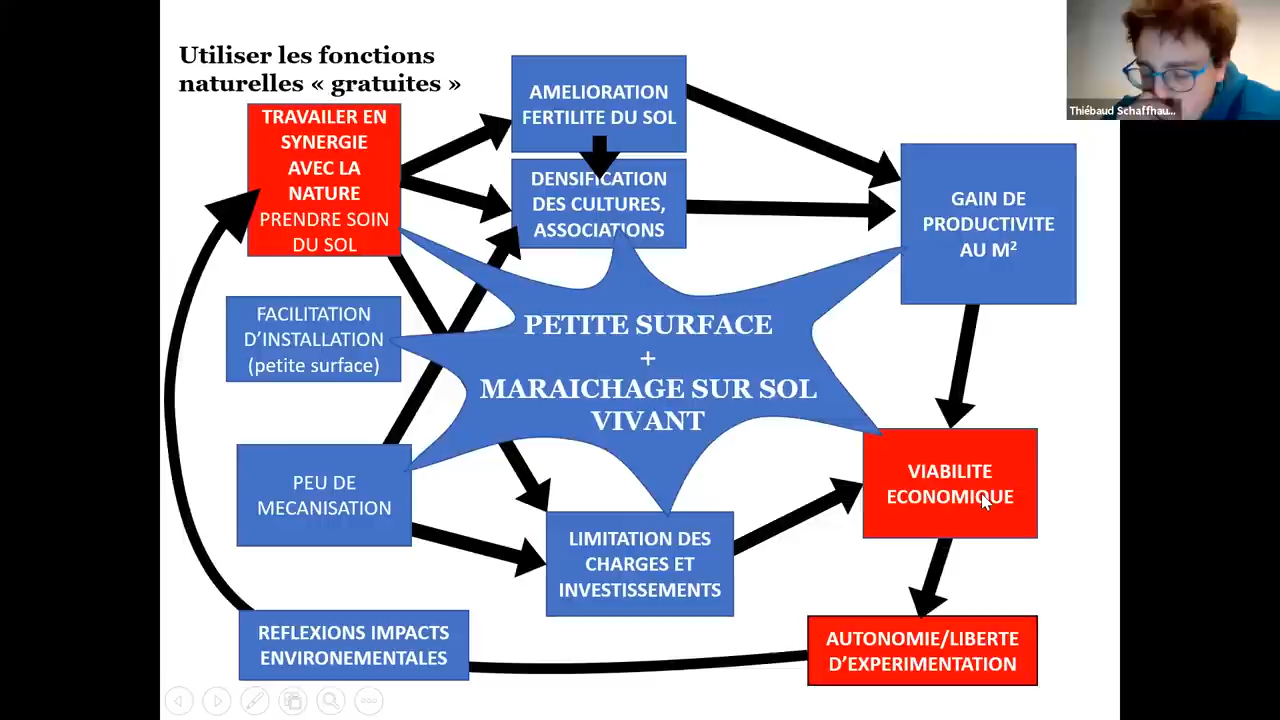 Utiliser les fonctions
naturelles « gratuites »
TRAVAILER EN
SYNERGIE
AVEC LA
NATURE
PRENDRE SOIN
DU SOL
AMELIORATION
FERTILITE DU SOL
DENSIFICATION
DES CULTURES,
ASSOCIATIONS
GAIN DE
PRODUCTIVITE
AU M²
FACILITATION
D'INSTALLATION
(petite surface)
PETITE SURFACE
+
MARAICHAGE SUR SOL
VIVANT
PEU DE
MECANISATION
VIABILITE
ECONOMIQUE
LIMITATION DES
CHARGES ET
INVESTISSEMENTS
REFLEXIONS IMPACTS
ENVIRONEMENTALES
AUTONOMIE/LIBERTE
D'EXPERIMENTATION
Thiébaud Schaffhau...